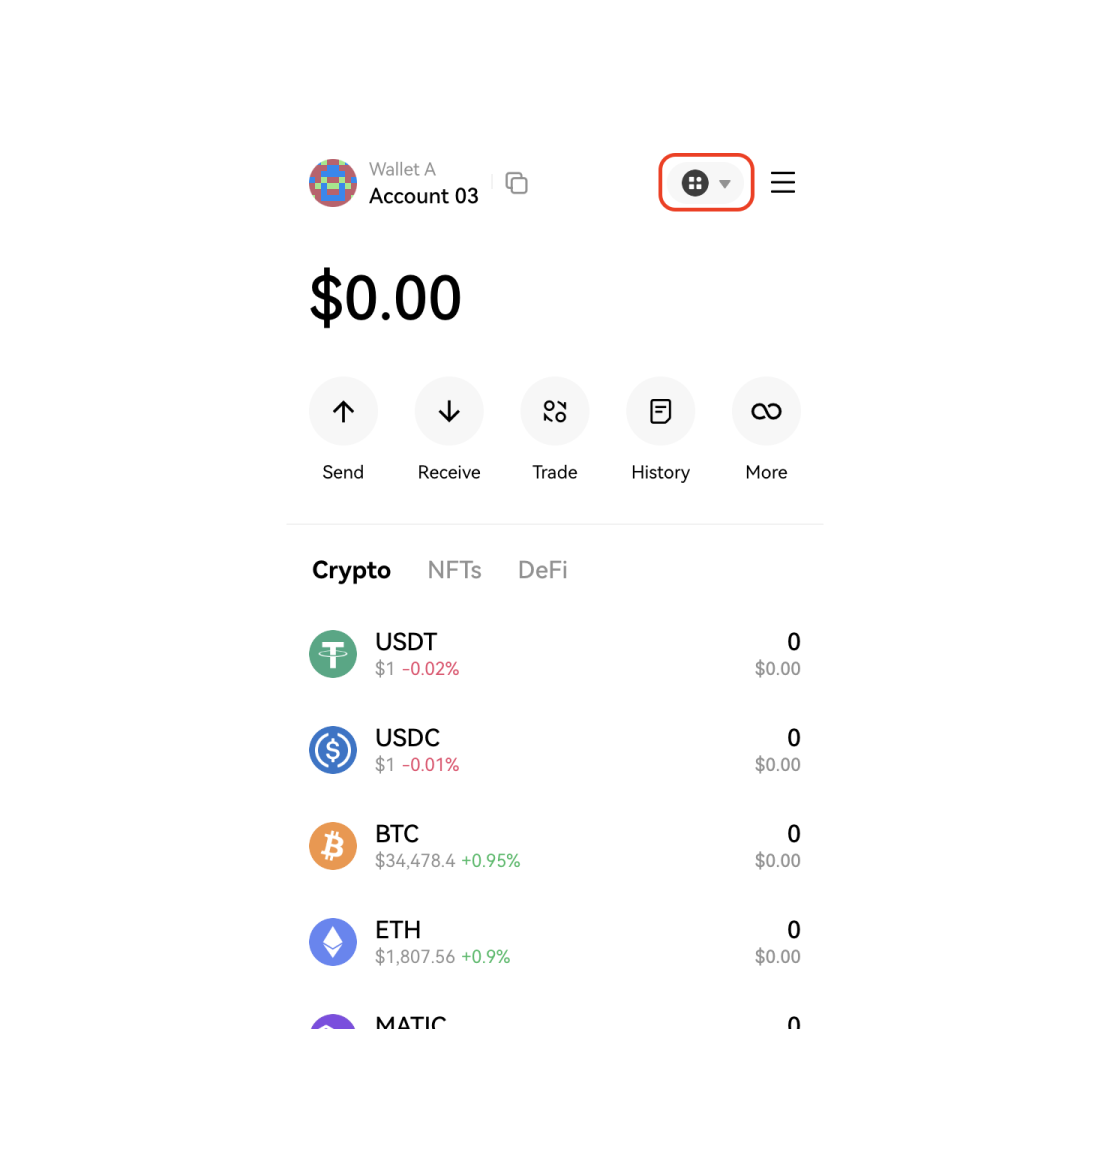 Wallet A
Account 03
$0.00
Send Receive Trade History More
Crypto NFTs DeFi
USDT 0
$1 -0.02% $0.00
USDC 0
$1 -0.01% $0.00
BTC 0
$34,478.4 +0.95% $0.00
ETH 0
$1,807.56 +0.9% $0.00
MATIC 0